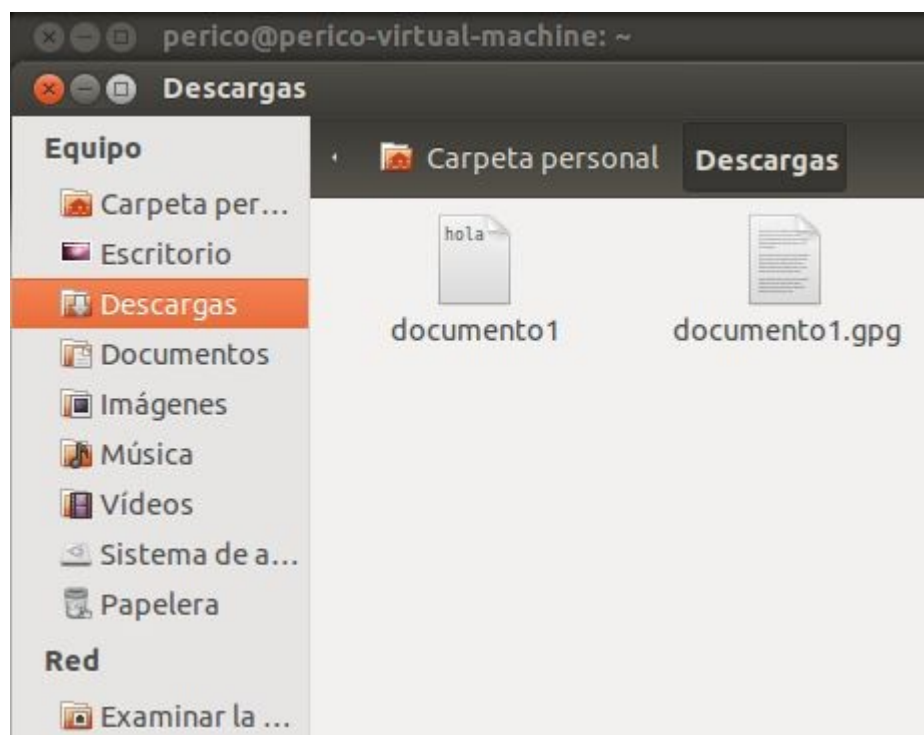 perico@perico-virtual-machine: ~
Descargas
Equipo
Carpeta per...
Escritorio
Descargas
Documentos
Imágenes
Música
Vídeos
Sistema de a...
Papelera
Red
Examinar la ...
Carpeta personal Descargas
hola
documento1 documento1.gpg